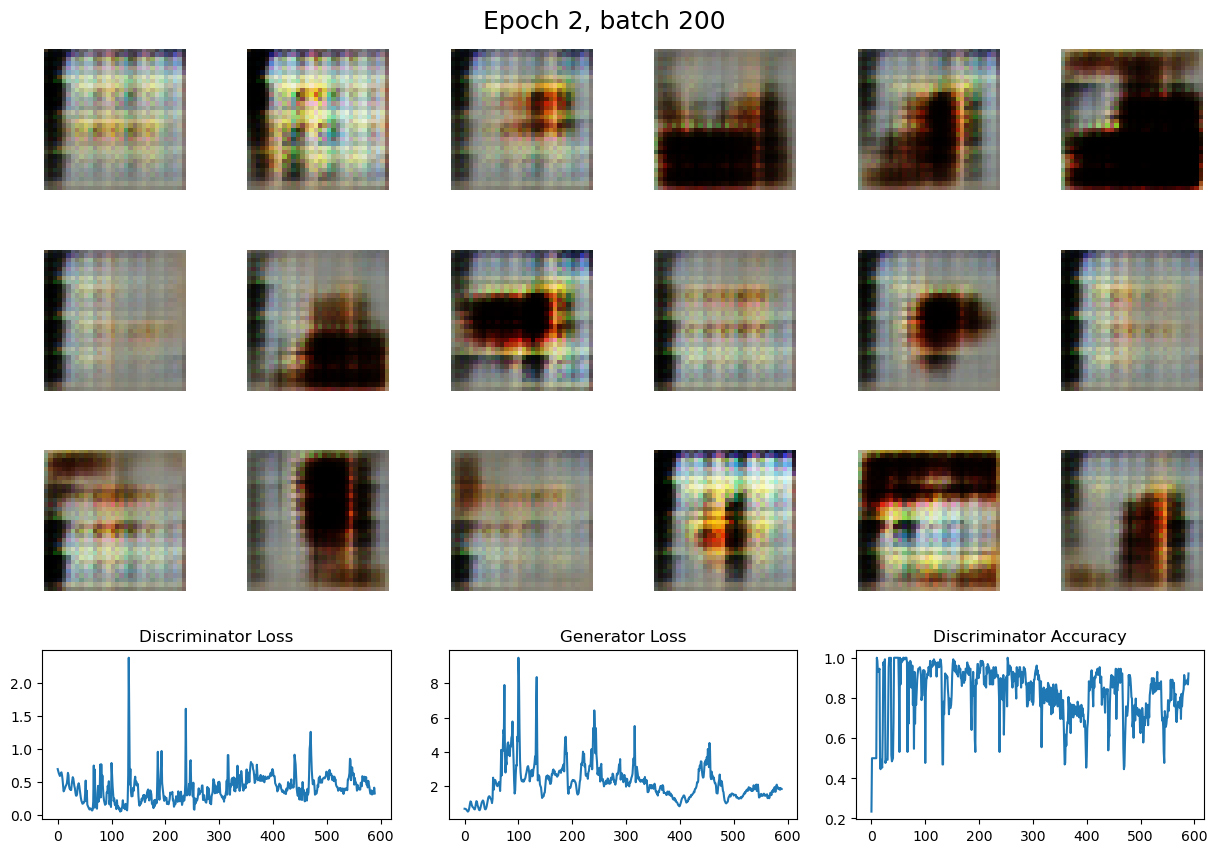 Epoch 2, batch 200
Discriminator Loss
Generator Loss
Discriminator Accuracy
2.0
1.5
1.0
0.5
0.0
0 100 200 300 400 500 600
8
6
4
2
0 100 200 300 400 500 600
1.0
0.8
0.6
0.4
0.2
0 100 200 300 400 500 600